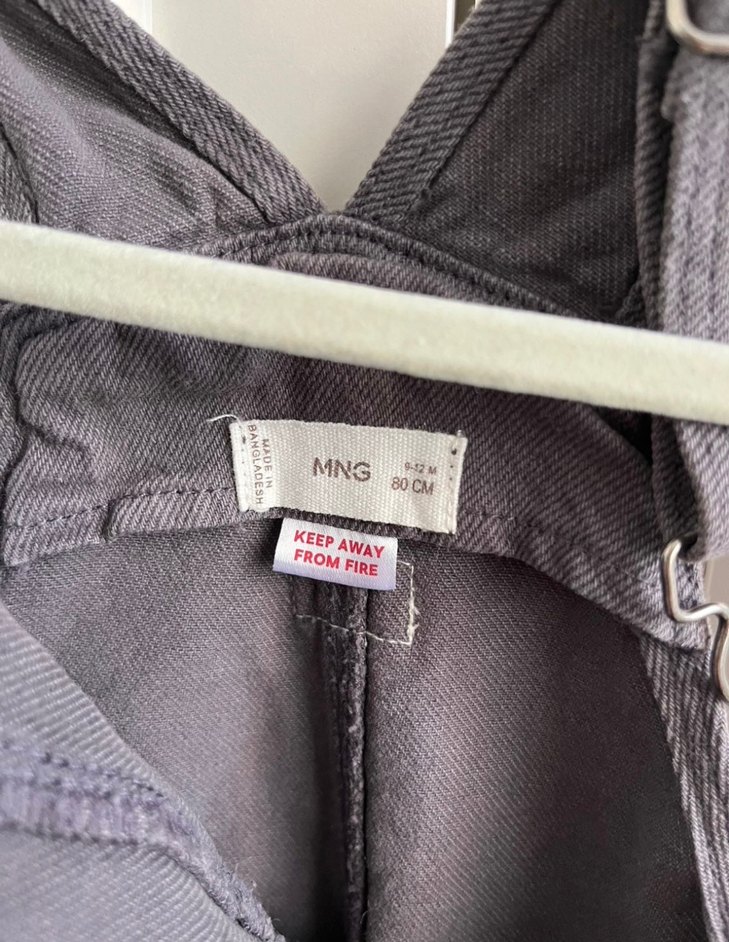 MADE IN
BANGLADESH
MNG
9-12 M
80 CM
KEEP AWAY
FROM FIRE